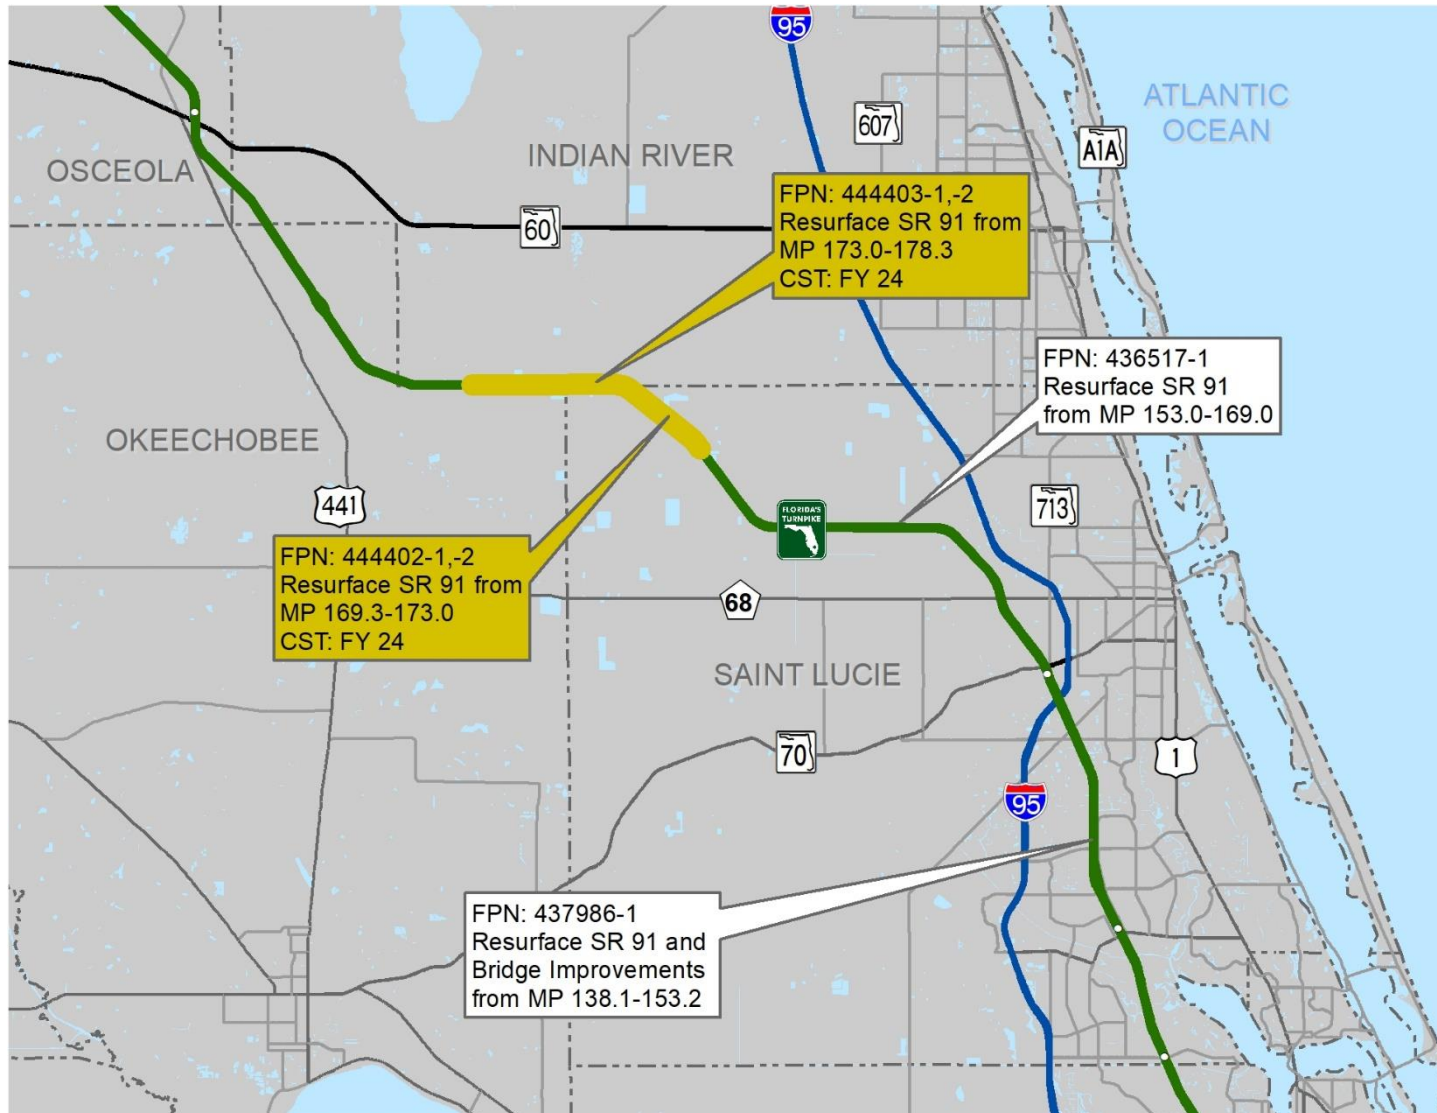 95
ATLANTIC
OCEAN
607
A1A
INDIAN RIVER
OSCEOLA
FPN: 444403-1,-2
Resurface SR 91 from
MP 173.0-178.3
CST: FY 24
60
FPN: 436517-1
Resurface SR 91
from MP 153.0-169.0
OKEECHOBEE
441
713
FLORIDA'S
TURNPIKE
FPN: 444402-1,-2
Resurface SR 91 from
MP 169.3-173.0
CST: FY 24
68
SAINT LUCIE
70
1
95
FPN: 437986-1
Resurface SR 91 and
Bridge Improvements
from MP 138.1-153.2